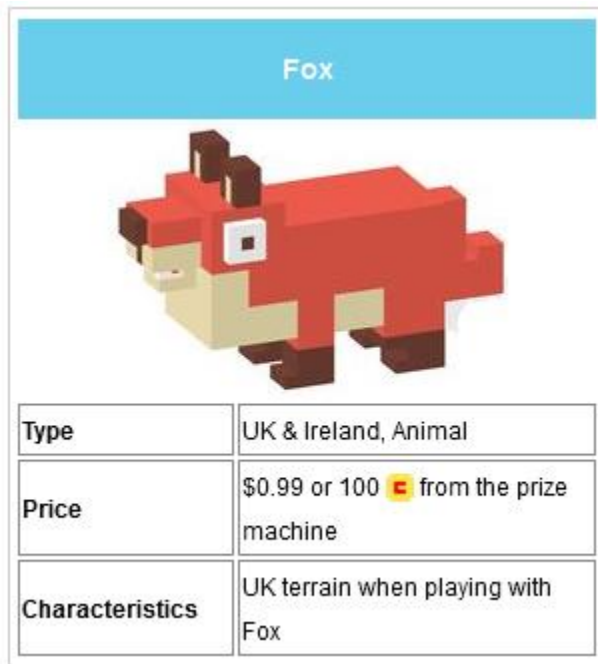 Fox
Type
UK & Ireland, Animal
Price
$0.99 or 100 c from the prize
machine
Characteristics
UK terrain when playing with
Fox